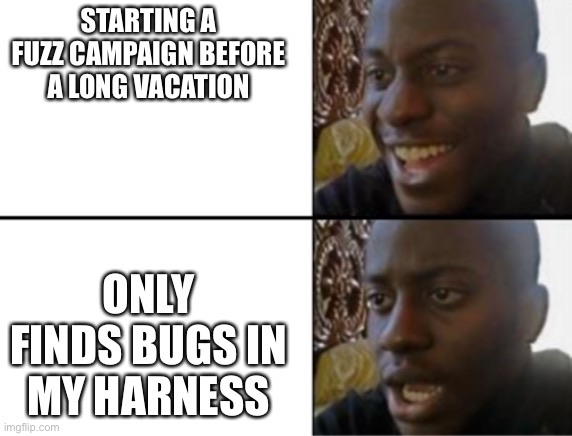 STARTING A
FUZZ CAMPAIGN BEFORE
A LONG VACATION
ONLY
FINDS BUGS IN
MY HARNESS
imgflip.com